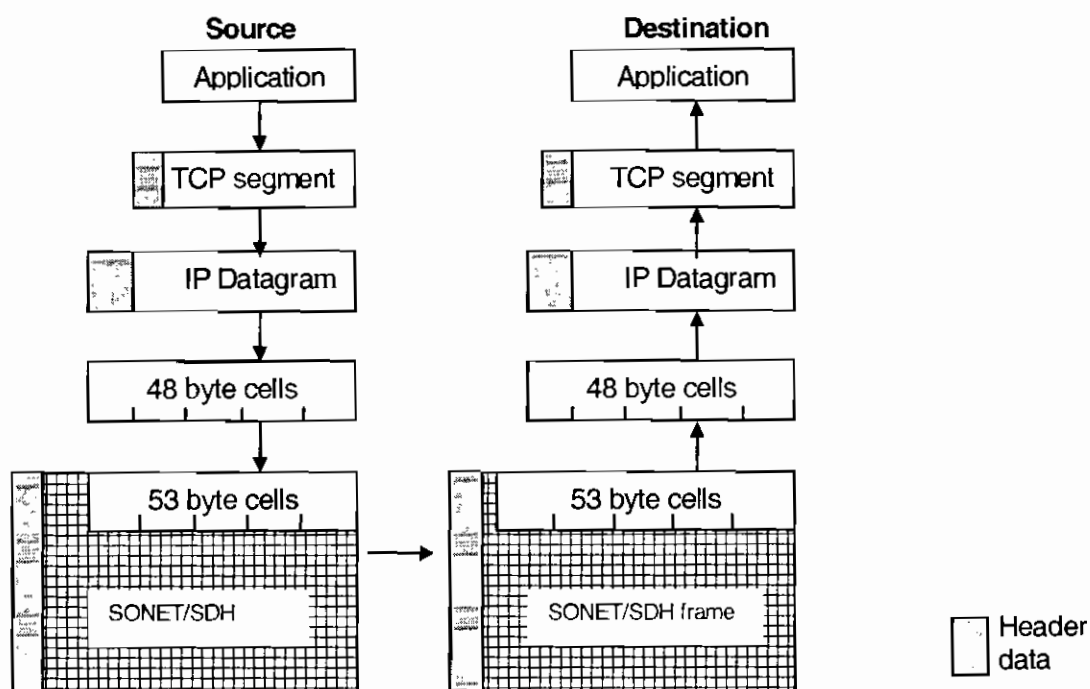 Source Destination
Application Application
TCP segment TCP segment
IP Datagram IP Datagram
48 byte cells 48 byte cells
53 byte cells 53 byte cells
SONET/SDH SONET/SDH frame
Header
data